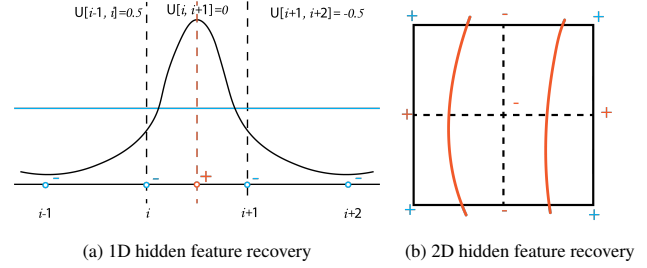 U[i-1, i]=0.5 U[i, i+1]=0 U[i+1, i+2] = -0.5
- - + - -
i-1 i i+1 i+2
+ - +
+ - +
+ - +
(a) 1D hidden feature recovery (b) 2D hidden feature recovery